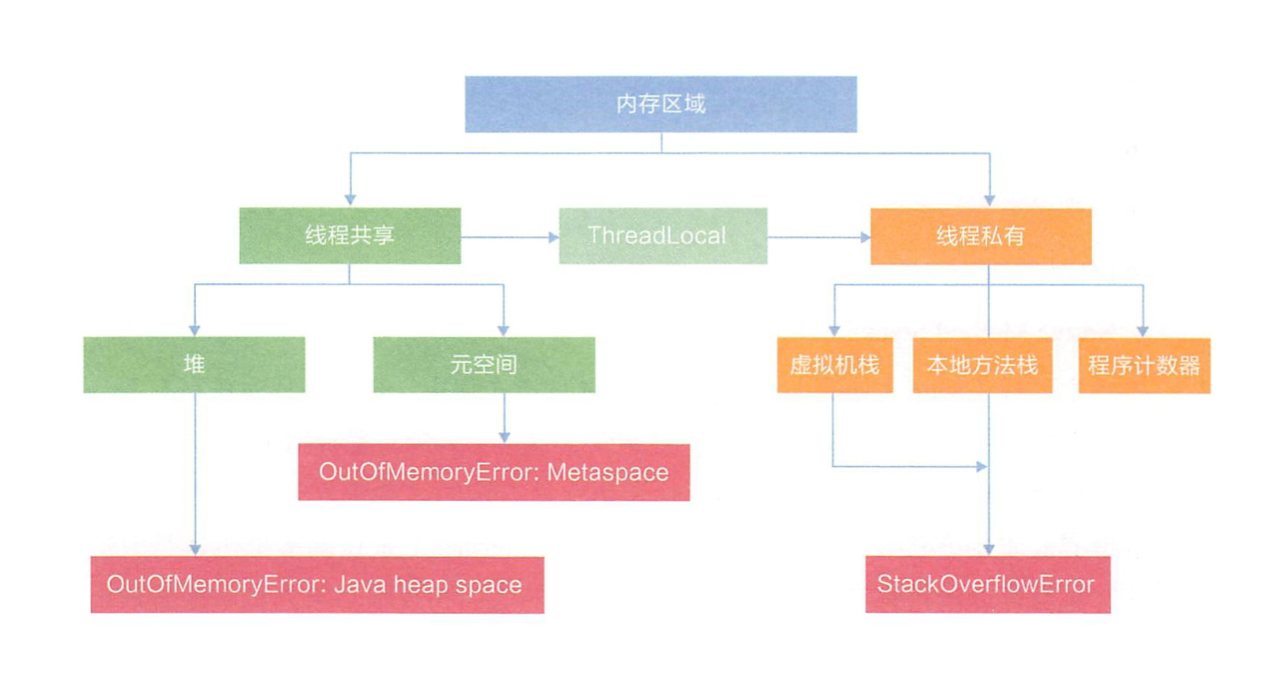 内存区域
线程共享
ThreadLocal
线程私有
堆
元空间
虚拟机栈
本地方法栈
程序计数器
OutOfMemoryError: Metaspace
OutOfMemoryError: Java heap space
StackOverflowError